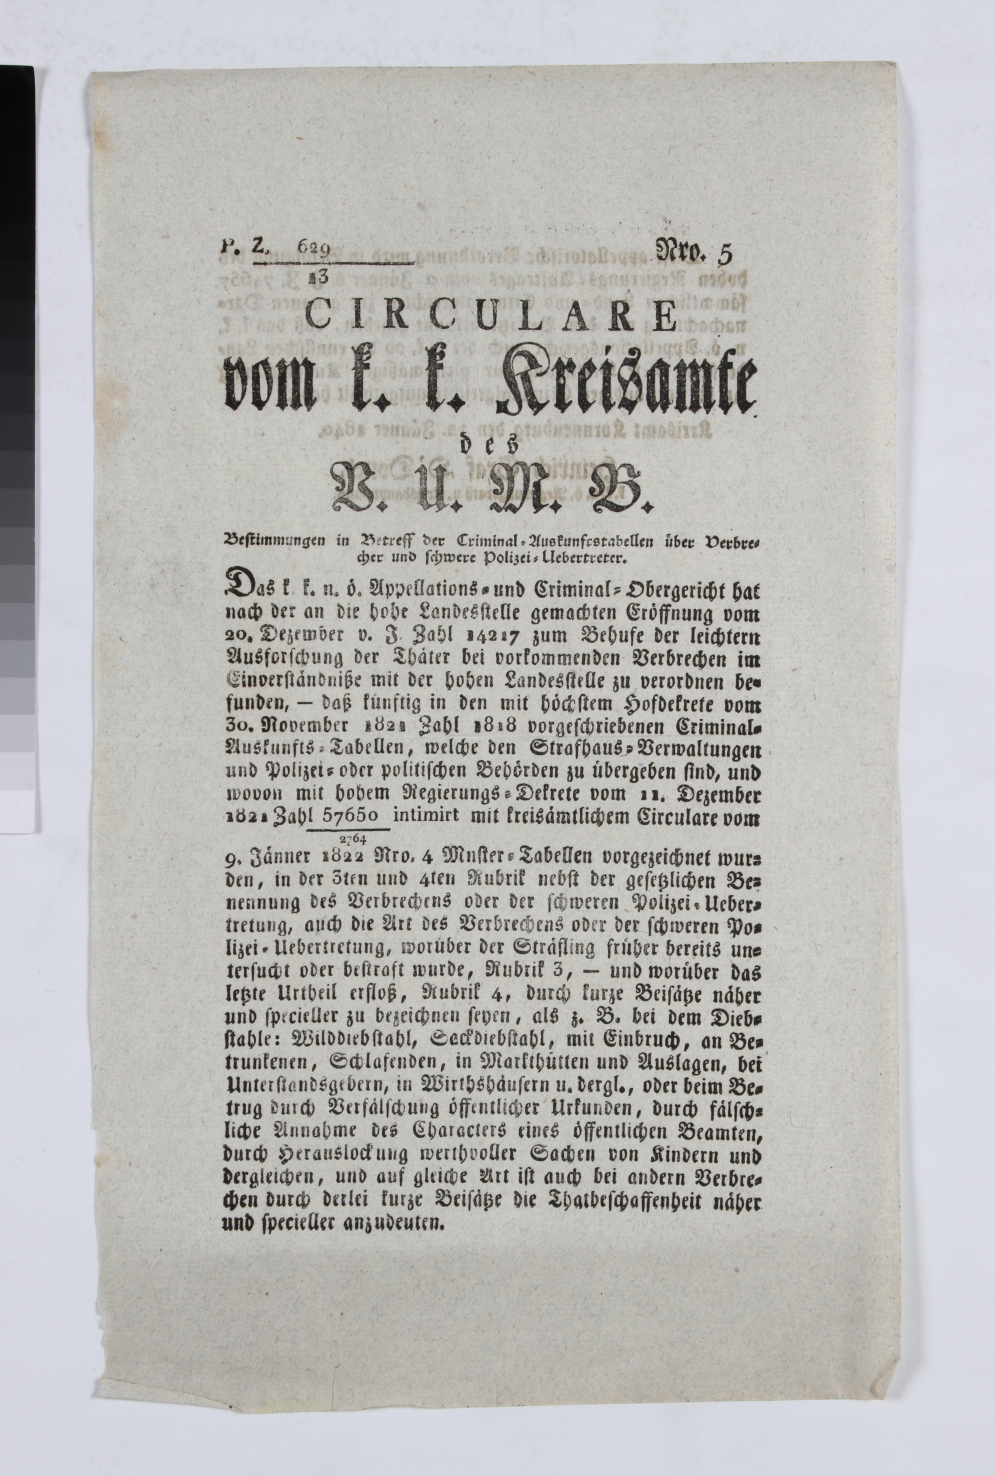 P. Z. 629 Nro. 5
13
CIRCULARE
vom k. k. Kreisamte
des
V. U. M. B.
Bestimmungen in Betreff der Criminal-Auskunftstabellen über Verbre-
cher und schwere Polizei-Uebertreter.
Das k. k. n. ö. Appellations- und Criminal-Obergericht hat
nach der an die hohe Landesstelle gemachten Eröffnung vom
20. Dezember v. J. Zahl 14217 zum Behufe der leichtern
Ausforschung der Thäter bei vorkommenden Verbrechen im
Einverständniße mit der hohen Landesstelle zu verordnen be-
funden, — daß künftig in den mit höchstem Hofdekrete vom
30. November 1821 Zahl 1818 vorgeschriebenen Criminal-
Auskunfts-Tabellen, welche den Strafhaus-Verwaltungen
und Polizei- oder politischen Behörden zu übergeben sind, und
wovon mit hohem Regierungs-Dekrete vom 11. Dezember
1821 Zahl 57650 intimirt mit kreisämtlichem Circulare vom
2764
9. Jänner 1822 Nro. 4 Muster-Tabellen vorgezeichnet wur-
den, in der 3ten und 4ten Rubrik nebst der gesetzlichen Be-
nennung des Verbrechens oder der schweren Polizei-Ueber-
tretung, auch die Art des Verbrechens oder der schweren Po-
lizei-Uebertretung, worüber der Sträfling früher bereits un-
tersucht oder bestraft wurde, Rubrik 3, — und worüber das
letzte Urtheil erfloß, Rubrik 4, durch kurze Beisätze näher
und specieller zu bezeichnen seyen, als z. B. bei dem Dieb-
stahle: Wilddiebstahl, Sackdiebstahl, mit Einbruch, an Be-
trunkenen, Schlafenden, in Markthütten und Auslagen, bei
Unterstandsgebern, in Wirthshäusern u. dergl., oder beim Be-
trug durch Verfälschung öffentlicher Urkunden, durch fälsch-
liche Annahme des Characters eines öffentlichen Beamten,
durch Herauslockung werthvoller Sachen von Kindern und
dergleichen, und auf gleiche Art ist auch bei andern Verbre-
chen durch derlei kurze Beisätze die Thatbeschaffenheit näher
und specieller anzudeuten.